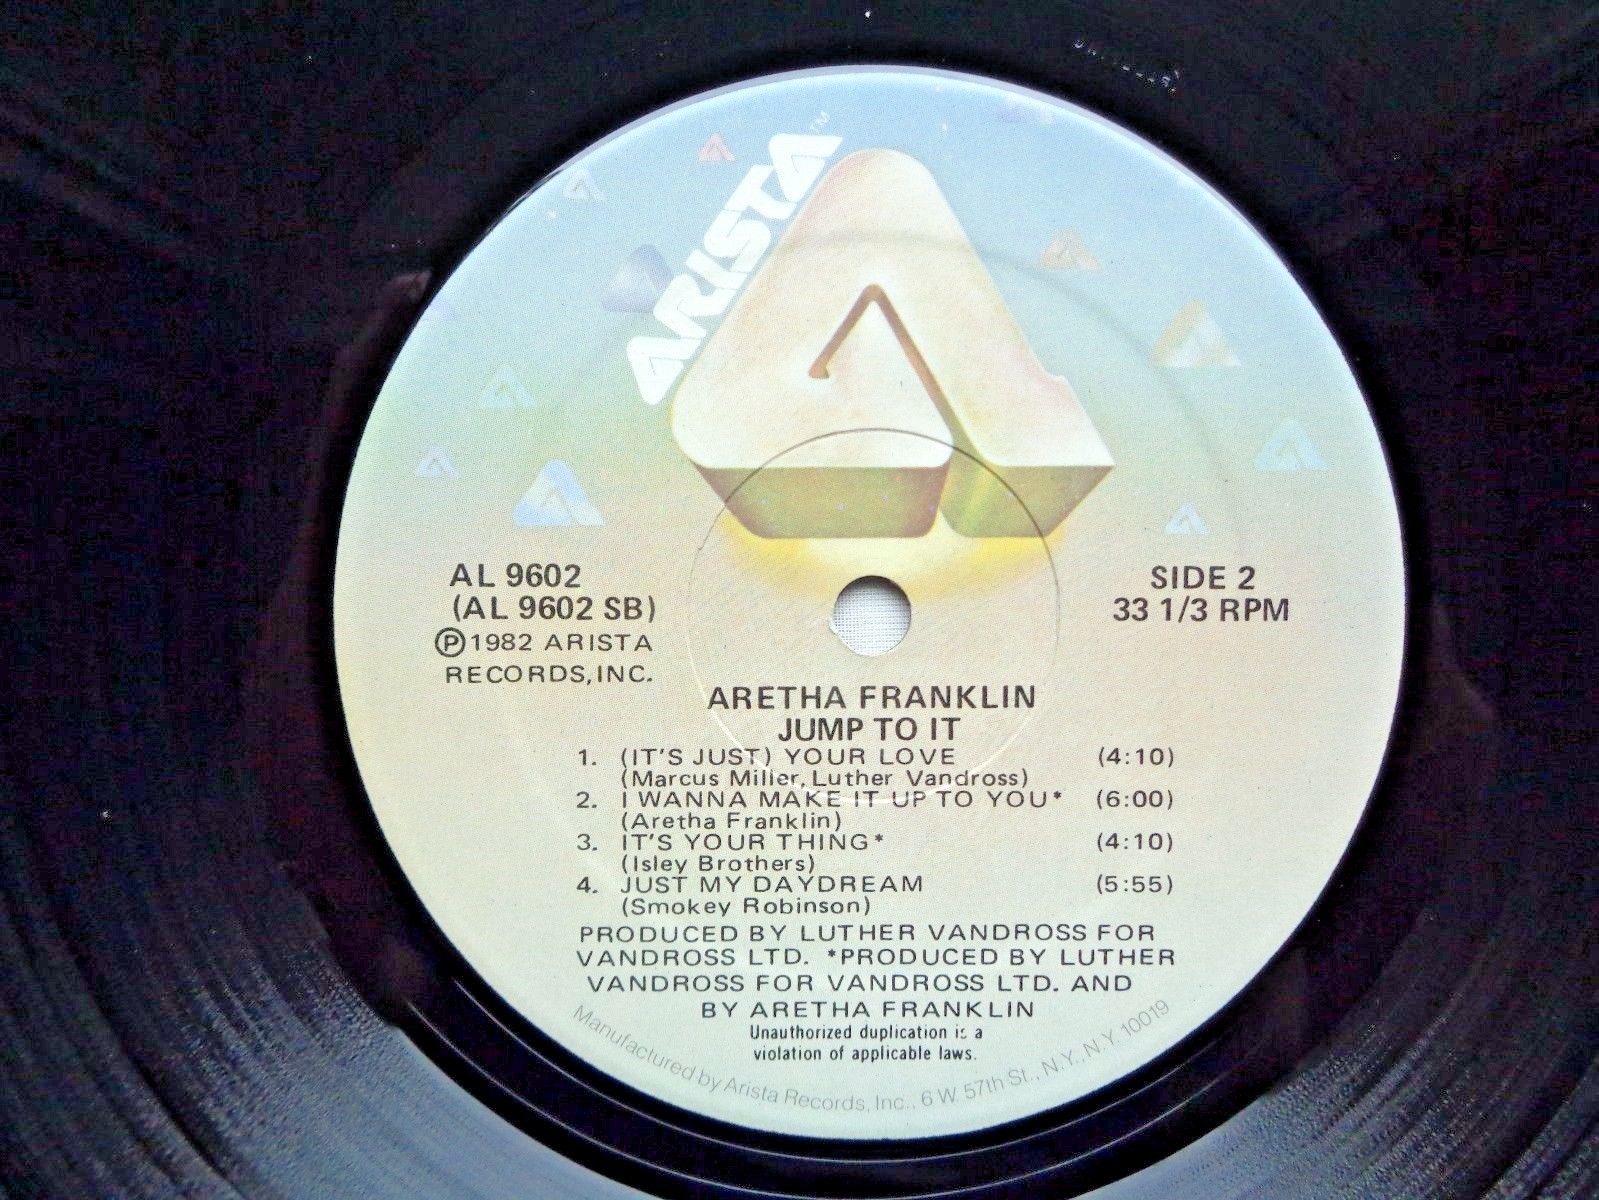 ARISTA™
AL 9602
(AL 9602 SB)
Ⓟ1982 ARISTA
RECORDS, INC.
SIDE 2
33 1/3 RPM
ARETHA FRANKLIN
JUMP TO IT
1. (IT'S JUST) YOUR LOVE (4:10)
(Marcus Miller, Luther Vandross)
2. I WANNA MAKE IT UP TO YOU* (6:00)
(Aretha Franklin)
3. IT'S YOUR THING* (4:10)
(Isley Brothers)
4. JUST MY DAYDREAM (5:55)
(Smokey Robinson)
PRODUCED BY LUTHER VANDROSS FOR
VANDROSS LTD. *PRODUCED BY LUTHER
VANDROSS FOR VANDROSS LTD. AND
BY ARETHA FRANKLIN
Unauthorized duplication is a
violation of applicable laws.
Manufactured by Arista Records, Inc., 6 W. 57th St., N.Y., N.Y. 10019